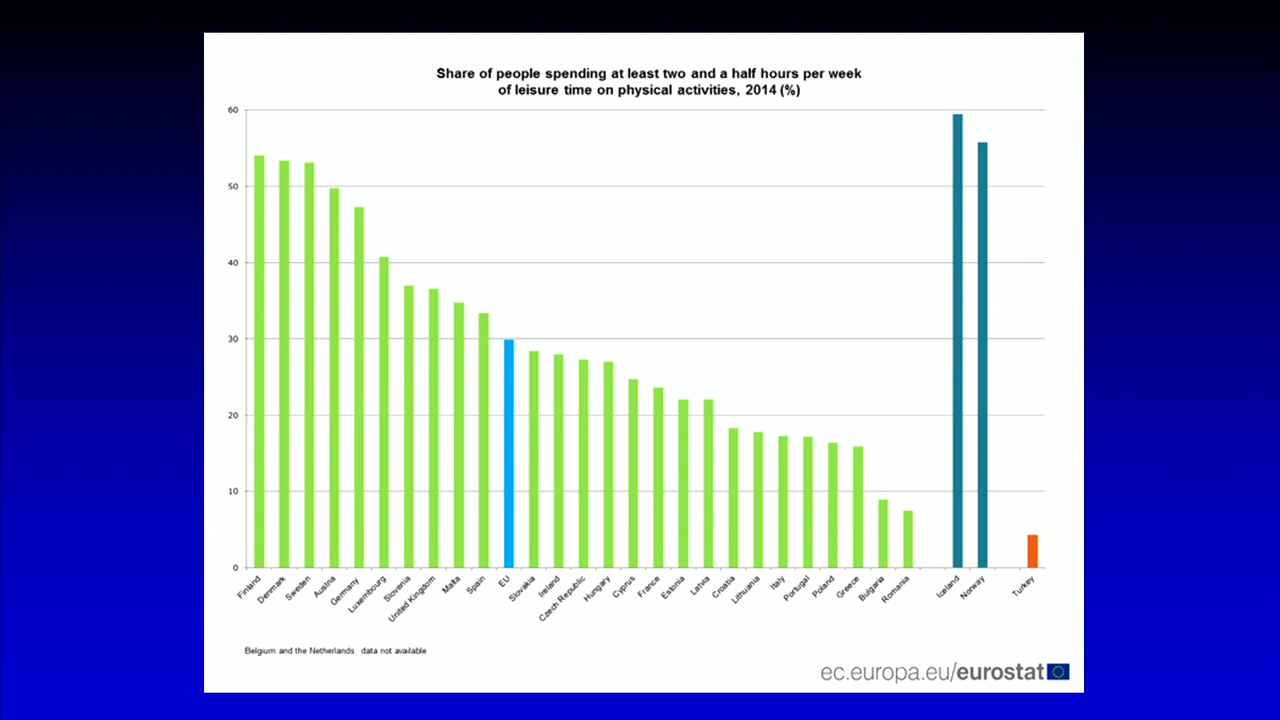 Share of people spending at least two and a half hours per week
of leisure time on physical activities, 2014 (%)
60
50
40
30
20
10
0
Finland
Denmark
Sweden
Austria
Germany
Luxembourg
Slovenia
United Kingdom
Malta
Spain
EU
Slovakia
Ireland
Czech Republic
Hungary
Cyprus
France
Estonia
Latvia
Croatia
Lithuania
Italy
Portugal
Poland
Greece
Bulgaria
Romania
Iceland
Norway
Turkey
Belgium and the Netherlands data not available
ec.europa.eu/eurostat